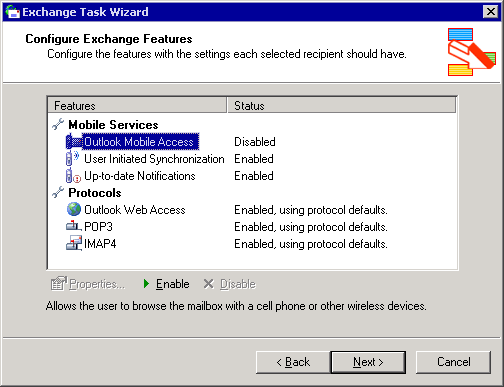 Exchange Task Wizard
Configure Exchange Features
Configure the features with the settings each selected recipient should have.
Features Status
Mobile Services
Outlook Mobile Access Disabled
User Initiated Synchronization Enabled
Up-to-date Notifications Enabled
Protocols
Outlook Web Access Enabled, using protocol defaults.
POP3 Enabled, using protocol defaults.
IMAP4 Enabled, using protocol defaults.
Properties... Enable Disable
Allows the user to browse the mailbox with a cell phone or other wireless devices.
< Back Next > Cancel